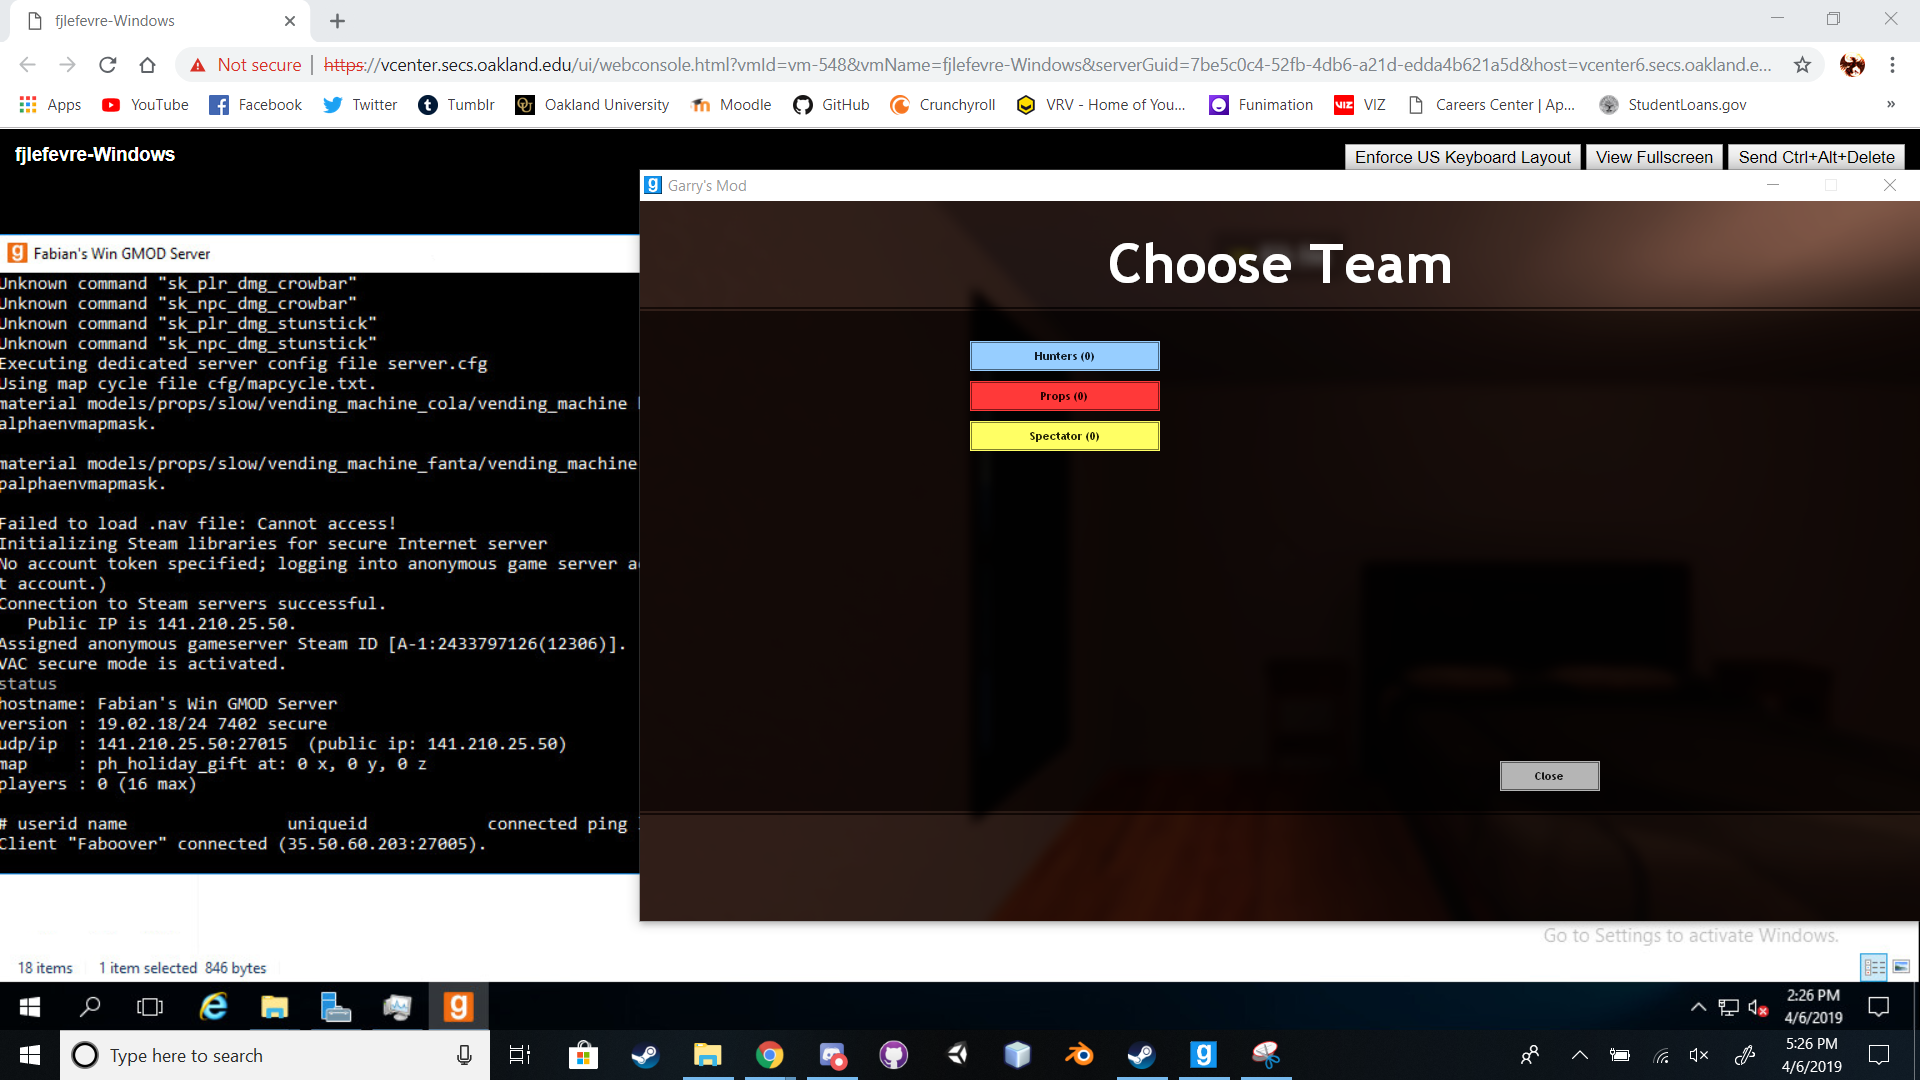 fjlefevre-Windows
Not secure | https://vcenter.secs.oakland.edu/ui/webconsole.html?vmId=vm-548&vmName=fjlefevre-Windows&serverGuid=7be5c0c4-52fb-4db6-a21d-edda4b621a5d&host=vcenter6.secs.oakland.e...
Apps YouTube Facebook Twitter Tumblr Oakland University Moodle GitHub Crunchyroll VRV - Home of You... Funimation VIZ Careers Center | Ap... StudentLoans.gov »
fjlefevre-Windows
Enforce US Keyboard Layout View Fullscreen Send Ctrl+Alt+Delete
Fabian's Win GMOD Server
Unknown command "sk_plr_dmg_crowbar"
Unknown command "sk_npc_dmg_crowbar"
Unknown command "sk_plr_dmg_stunstick"
Unknown command "sk_npc_dmg_stunstick"
Executing dedicated server config file server.cfg
Using map cycle file cfg/mapcycle.txt.
material models/props/slow/vending_machine_cola/vending_machine
alphaenvmapmask.
material models/props/slow/vending_machine_fanta/vending_machine
palphaenvmapmask.
Failed to load .nav file: Cannot access!
Initializing Steam libraries for secure Internet server
No account token specified; logging into anonymous game server a
t account.)
Connection to Steam servers successful.
Public IP is 141.210.25.50.
Assigned anonymous gameserver Steam ID [A-1:2433797126(12306)].
VAC secure mode is activated.
status
hostname: Fabian's Win GMOD Server
version : 19.02.18/24 7402 secure
udp/ip : 141.210.25.50:27015 (public ip: 141.210.25.50)
map : ph_holiday_gift at: 0 x, 0 y, 0 z
players : 0 (16 max)
# userid name uniqueid connected ping
Client "Faboover" connected (35.50.60.203:27005).
Garry's Mod
Choose Team
Hunters (0)
Props (0)
Spectator (0)
Close
Go to Settings to activate Windows.
18 items 1 item selected 846 bytes
2:26 PM
4/6/2019
Type here to search
5:26 PM
4/6/2019